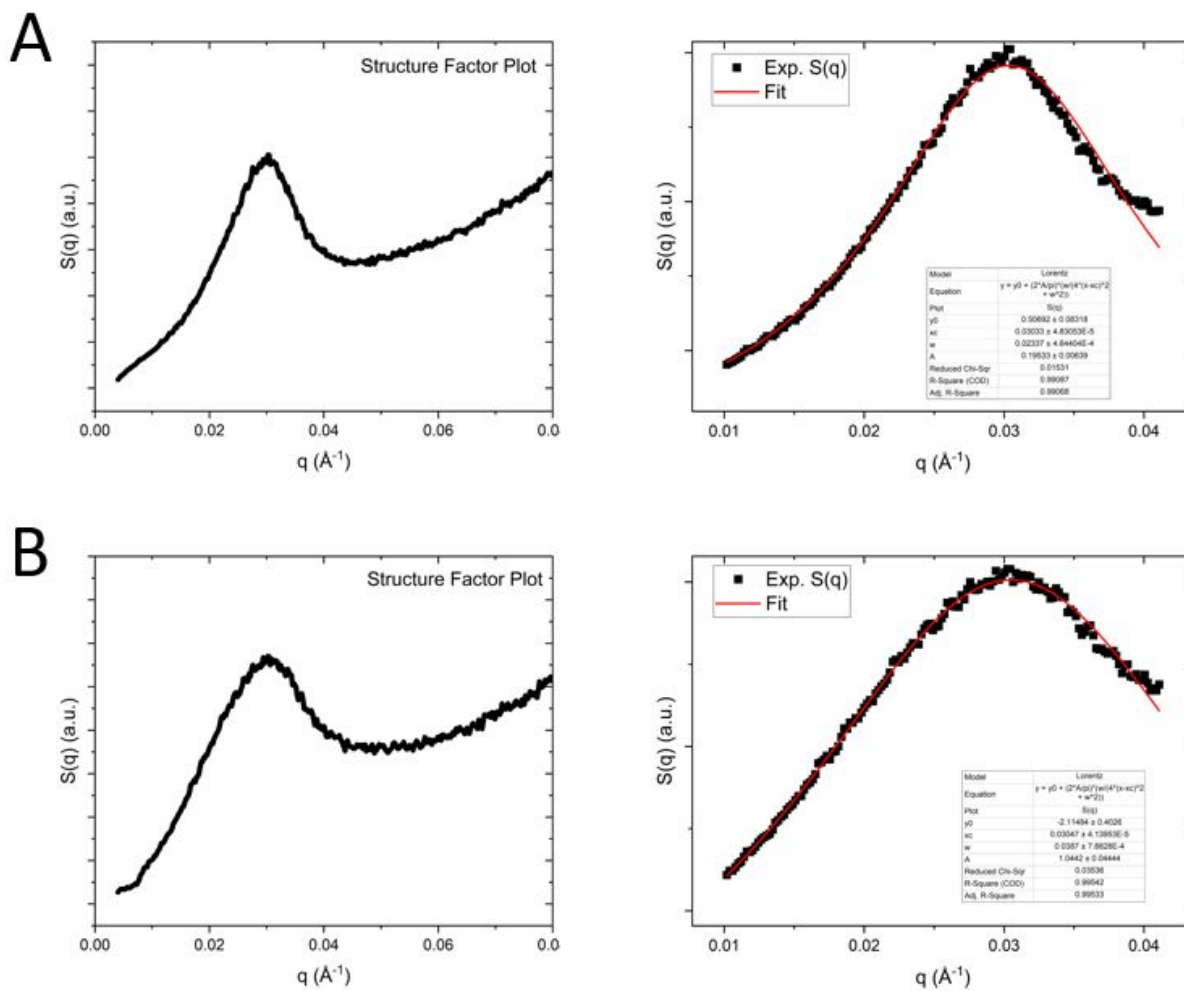 A
Structure Factor Plot
S(q) (a.u.)
0.00 0.02 0.04 0.06 0.0
q (Å-1)
Exp. S(q)
Fit
S(q) (a.u.)
Model Lorentz
Equation y = y0 + (2*A/pi)*(w/(4*(x-xc)^2
+ w^2))
Plot S(q)
y0 0.50692 ± 0.08318
xc 0.03033 ± 4.83053E-5
w 0.02337 ± 4.84404E-4
A 0.19533 ± 0.00639
Reduced Chi-Sqr 0.01531
R-Square (COD) 0.99087
Adj. R-Square 0.99068
0.01 0.02 0.03 0.04
q (Å-1)
B
Structure Factor Plot
S(q) (a.u.)
0.00 0.02 0.04 0.06 0.0
q (Å-1)
Exp. S(q)
Fit
S(q) (a.u.)
Model Lorentz
Equation y = y0 + (2*A/pi)*(w/(4*(x-xc)^2
+ w^2))
Plot S(q)
y0 -2.11484 ± 0.4026
xc 0.03047 ± 4.13953E-5
w 0.0387 ± 7.8628E-4
A 1.0442 ± 0.04444
Reduced Chi-Sqr 0.03536
R-Square (COD) 0.99542
Adj. R-Square 0.99533
0.01 0.02 0.03 0.04
q (Å-1)